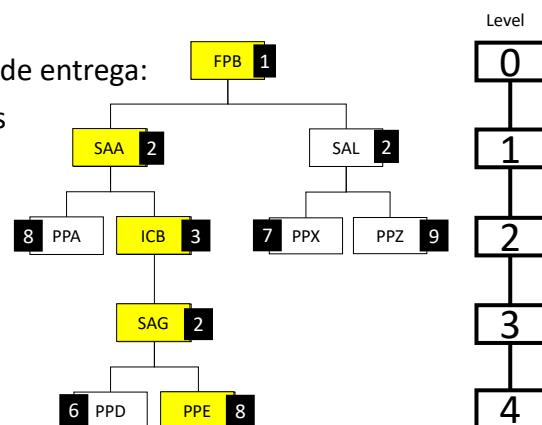 Level
de entrega:
FPB 1
0
s
SAA 2
SAL 2
1
8 PPA
ICB 3
7 PPX
PPZ 9
2
SAG 2
3
6 PPD
PPE 8
4